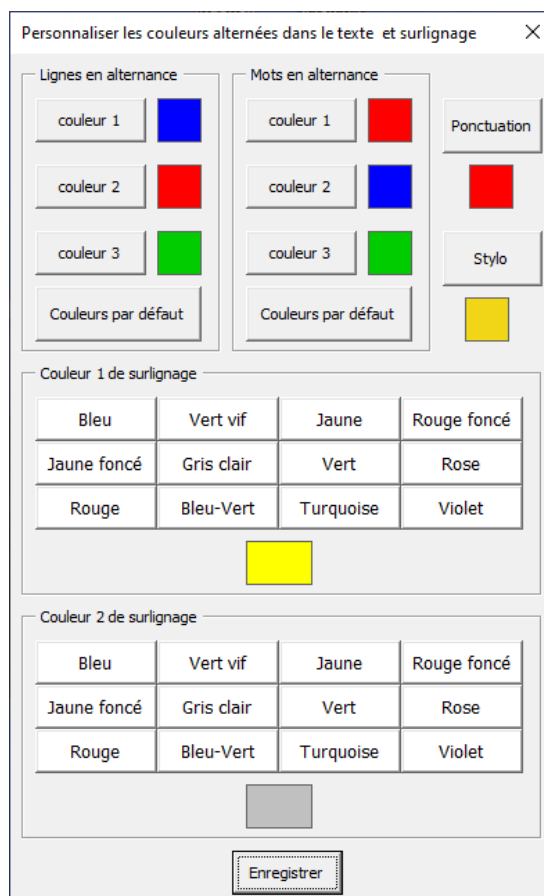 Personnaliser les couleurs alternées dans le texte et surlignage
Lignes en alternance
couleur 1
couleur 2
couleur 3
Couleurs par défaut
Mots en alternance
couleur 1
couleur 2
couleur 3
Couleurs par défaut
Ponctuation
Stylo
Couleur 1 de surlignage
Bleu Vert vif Jaune Rouge foncé
Jaune foncé Gris clair Vert Rose
Rouge Bleu-Vert Turquoise Violet
Couleur 2 de surlignage
Bleu Vert vif Jaune Rouge foncé
Jaune foncé Gris clair Vert Rose
Rouge Bleu-Vert Turquoise Violet
Enregistrer